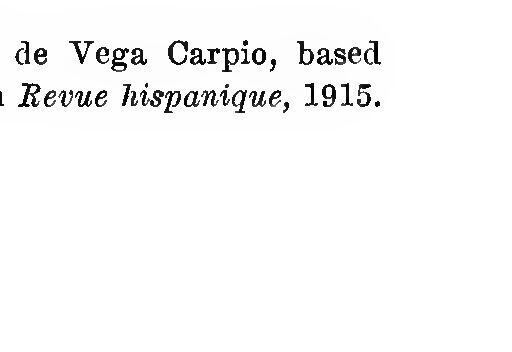 de Vega Carpio, based
Revue hispanique, 1915.